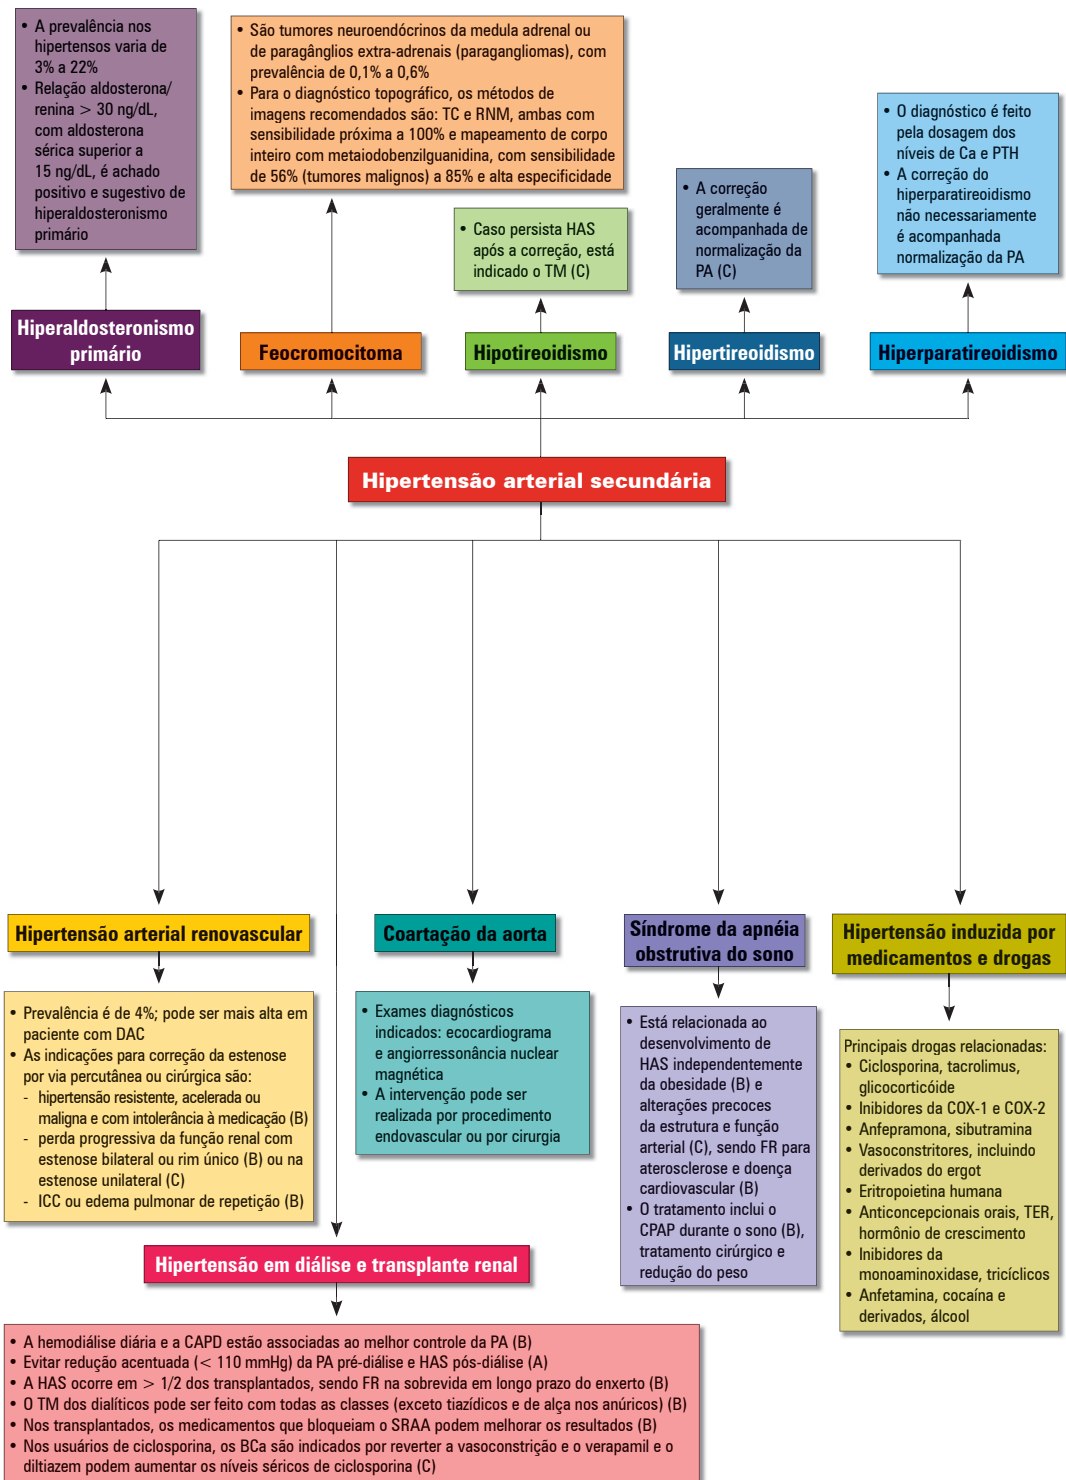 • A prevalência nos
hipertensos varia de
3% a 22%
• Relação aldosterona/
renina > 30 ng/dL,
com aldosterona
sérica superior a
15 ng/dL, é achado
positivo e sugestivo de
hiperaldosteronismo
primário
• São tumores neuroendócrinos da medula adrenal ou
de paragânglios extra-adrenais (paragangliomas), com
prevalência de 0,1% a 0,6%
• Para o diagnóstico topográfico, os métodos de
imagens recomendados são: TC e RNM, ambas com
sensibilidade próxima a 100% e mapeamento de corpo
inteiro com metaiodobenzilguanidina, com sensibilidade
de 56% (tumores malignos) a 85% e alta especificidade
• Caso persista HAS
após a correção, está
indicado o TM (C)
• A correção
geralmente é
acompanhada de
normalização da
PA (C)
• O diagnóstico é feito
pela dosagem dos
níveis de Ca e PTH
• A correção do
hiperparatireoidismo
não necessariamente
é acompanhada
normalização da PA
Hiperaldosteronismo
primário
Feocromocitoma
Hipotireoidismo
Hipertireoidismo
Hiperparatireoidismo
Hipertensão arterial secundária
Hipertensão arterial renovascular
Coartação da aorta
Síndrome da apnéia
obstrutiva do sono
Hipertensão induzida por
medicamentos e drogas
• Prevalência é de 4%; pode ser mais alta em
paciente com DAC
• As indicações para correção da estenose
por via percutânea ou cirúrgica são:
- hipertensão resistente, acelerada ou
maligna e com intolerância à medicação (B)
- perda progressiva da função renal com
estenose bilateral ou rim único (B) ou na
estenose unilateral (C)
- ICC ou edema pulmonar de repetição (B)
• Exames diagnósticos
indicados: ecocardiograma
e angiorressonância nuclear
magnética
• A intervenção pode ser
realizada por procedimento
endovascular ou por cirurgia
• Está relacionada ao
desenvolvimento de
HAS independentemente
da obesidade (B) e
alterações precoces
da estrutura e função
arterial (C), sendo FR para
aterosclerose e doença
cardiovascular (B)
• O tratamento inclui o
CPAP durante o sono (B),
tratamento cirúrgico e
redução do peso
Principais drogas relacionadas:
• Ciclosporina, tacrolimus,
glicocorticóide
• Inibidores da COX-1 e COX-2
• Anfepramona, sibutramina
• Vasoconstritores, incluindo
derivados do ergot
• Eritropoietina humana
• Anticoncepcionais orais, TER,
hormônio de crescimento
• Inibidores da
monoaminoxidase, tricíclicos
• Anfetamina, cocaína e
derivados, álcool
Hipertensão em diálise e transplante renal
• A hemodiálise diária e a CAPD estão associadas ao melhor controle da PA (B)
• Evitar redução acentuada (< 110 mmHg) da PA pré-diálise e HAS pós-diálise (A)
• A HAS ocorre em > 1/2 dos transplantados, sendo FR na sobrevida em longo prazo do enxerto (B)
• O TM dos dialíticos pode ser feito com todas as classes (exceto tiazídicos e de alça nos anúricos) (B)
• Nos transplantados, os medicamentos que bloqueiam o SRAA podem melhorar os resultados (B)
• Nos usuários de ciclosporina, os BCa são indicados por reverter a vasoconstrição e o verapamil e o
diltiazem podem aumentar os níveis séricos de ciclosporina (C)